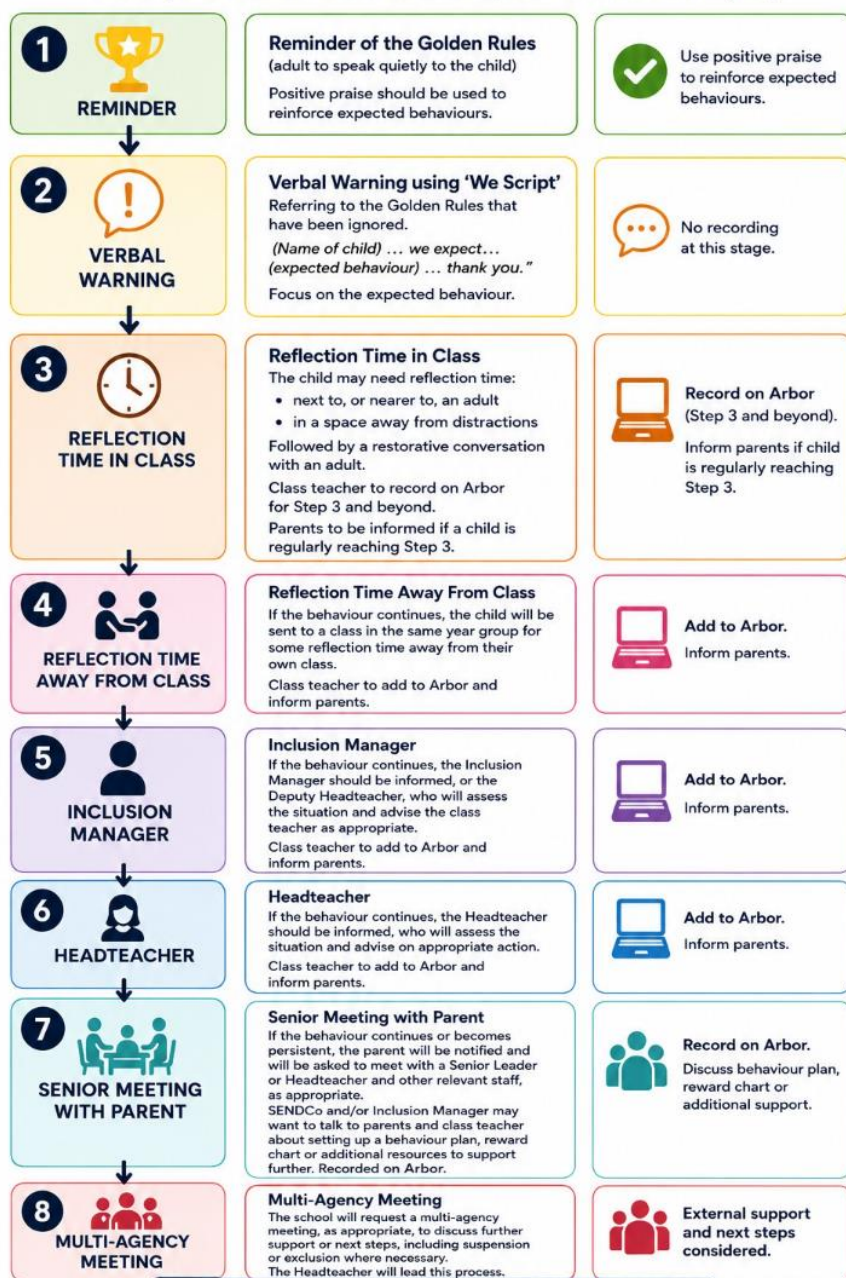 1
REMINDER
Reminder of the Golden Rules
(adult to speak quietly to the child)
Positive praise should be used to
reinforce expected behaviours.
Use positive praise
to reinforce expected
behaviours.
2
VERBAL
WARNING
Verbal Warning using ‘We Script’
Referring to the Golden Rules that
have been ignored.
(Name of child) ... we expect...
(expected behaviour) ... thank you.”
Focus on the expected behaviour.
No recording
at this stage.
3
REFLECTION
TIME IN CLASS
Reflection Time in Class
The child may need reflection time:
• next to, or nearer to, an adult
• in a space away from distractions
Followed by a restorative conversation
with an adult.
Class teacher to record on Arbor
for Step 3 and beyond.
Parents to be informed if a child is
regularly reaching Step 3.
Record on Arbor
(Step 3 and beyond).
Inform parents if child
is regularly reaching
Step 3.
4
REFLECTION TIME
AWAY FROM CLASS
Reflection Time Away From Class
If the behaviour continues, the child will be
sent to a class in the same year group for
some reflection time away from their
own class.
Class teacher to add to Arbor and
inform parents.
Add to Arbor.
Inform parents.
5
INCLUSION
MANAGER
Inclusion Manager
If the behaviour continues, the Inclusion
Manager should be informed, or the
Deputy Headteacher, who will assess
the situation and advise the class
teacher as appropriate.
Class teacher to add to Arbor and
inform parents.
Add to Arbor.
Inform parents.
6
HEADTEACHER
Headteacher
If the behaviour continues, the Headteacher
should be informed, who will assess the
situation and advise on appropriate action.
Class teacher to add to Arbor and
inform parents.
Add to Arbor.
Inform parents.
7
SENIOR MEETING
WITH PARENT
Senior Meeting with Parent
If the behaviour continues or becomes
persistent, the parent will be notified and
will be asked to meet with a Senior Leader
or Headteacher and other relevant staff,
as appropriate.
SENDCo and/or Inclusion Manager may
want to talk to parents and class teacher
about setting up a behaviour plan, reward
chart or additional resources to support
further. Recorded on Arbor.
Record on Arbor.
Discuss behaviour plan,
reward chart or
additional support.
8
MULTI-AGENCY
MEETING
Multi-Agency Meeting
The school will request a multi-agency
meeting, as appropriate, to discuss further
support or next steps, including suspension
or exclusion where necessary.
The Headteacher will lead this process.
External support
and next steps
considered.